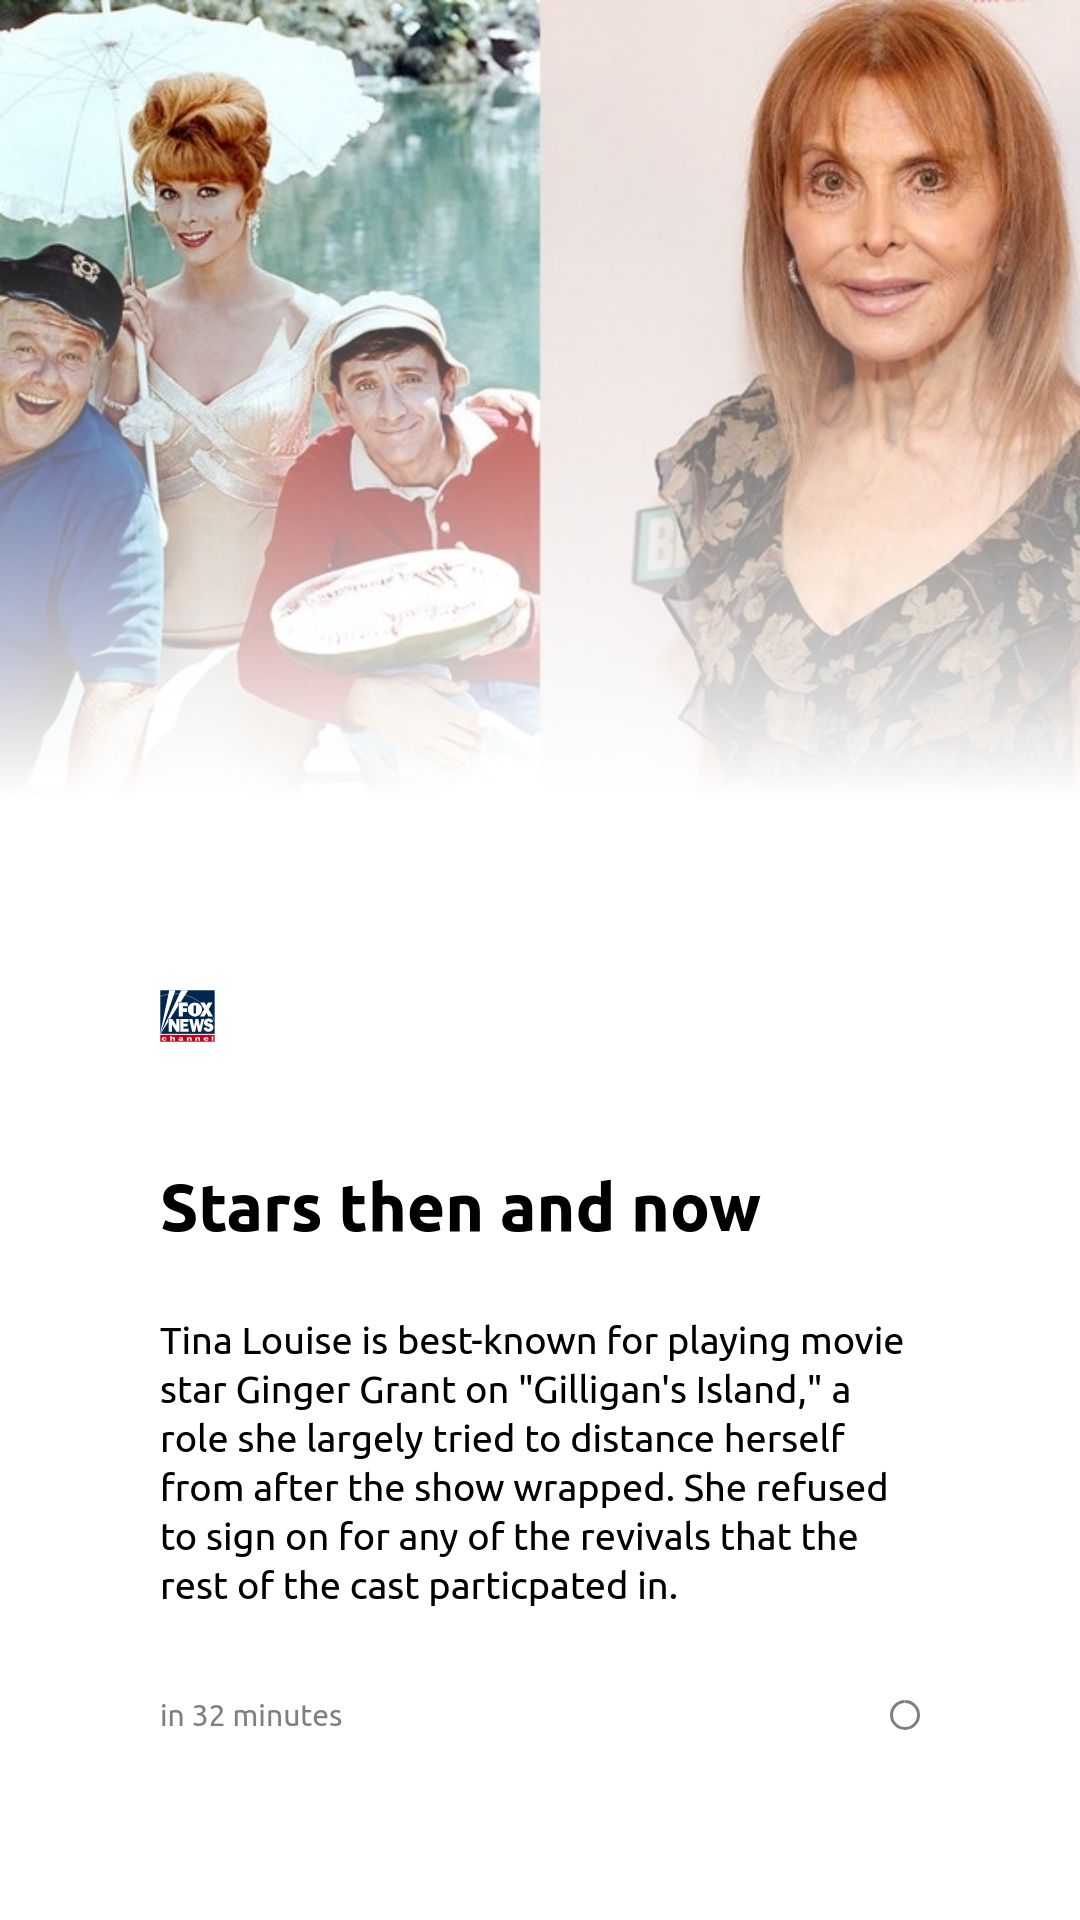 B
FOX
NEWS
channel
Stars then and now
Tina Louise is best-known for playing movie
star Ginger Grant on "Gilligan's Island," a
role she largely tried to distance herself
from after the show wrapped. She refused
to sign on for any of the revivals that the
rest of the cast particpated in.
in 32 minutes